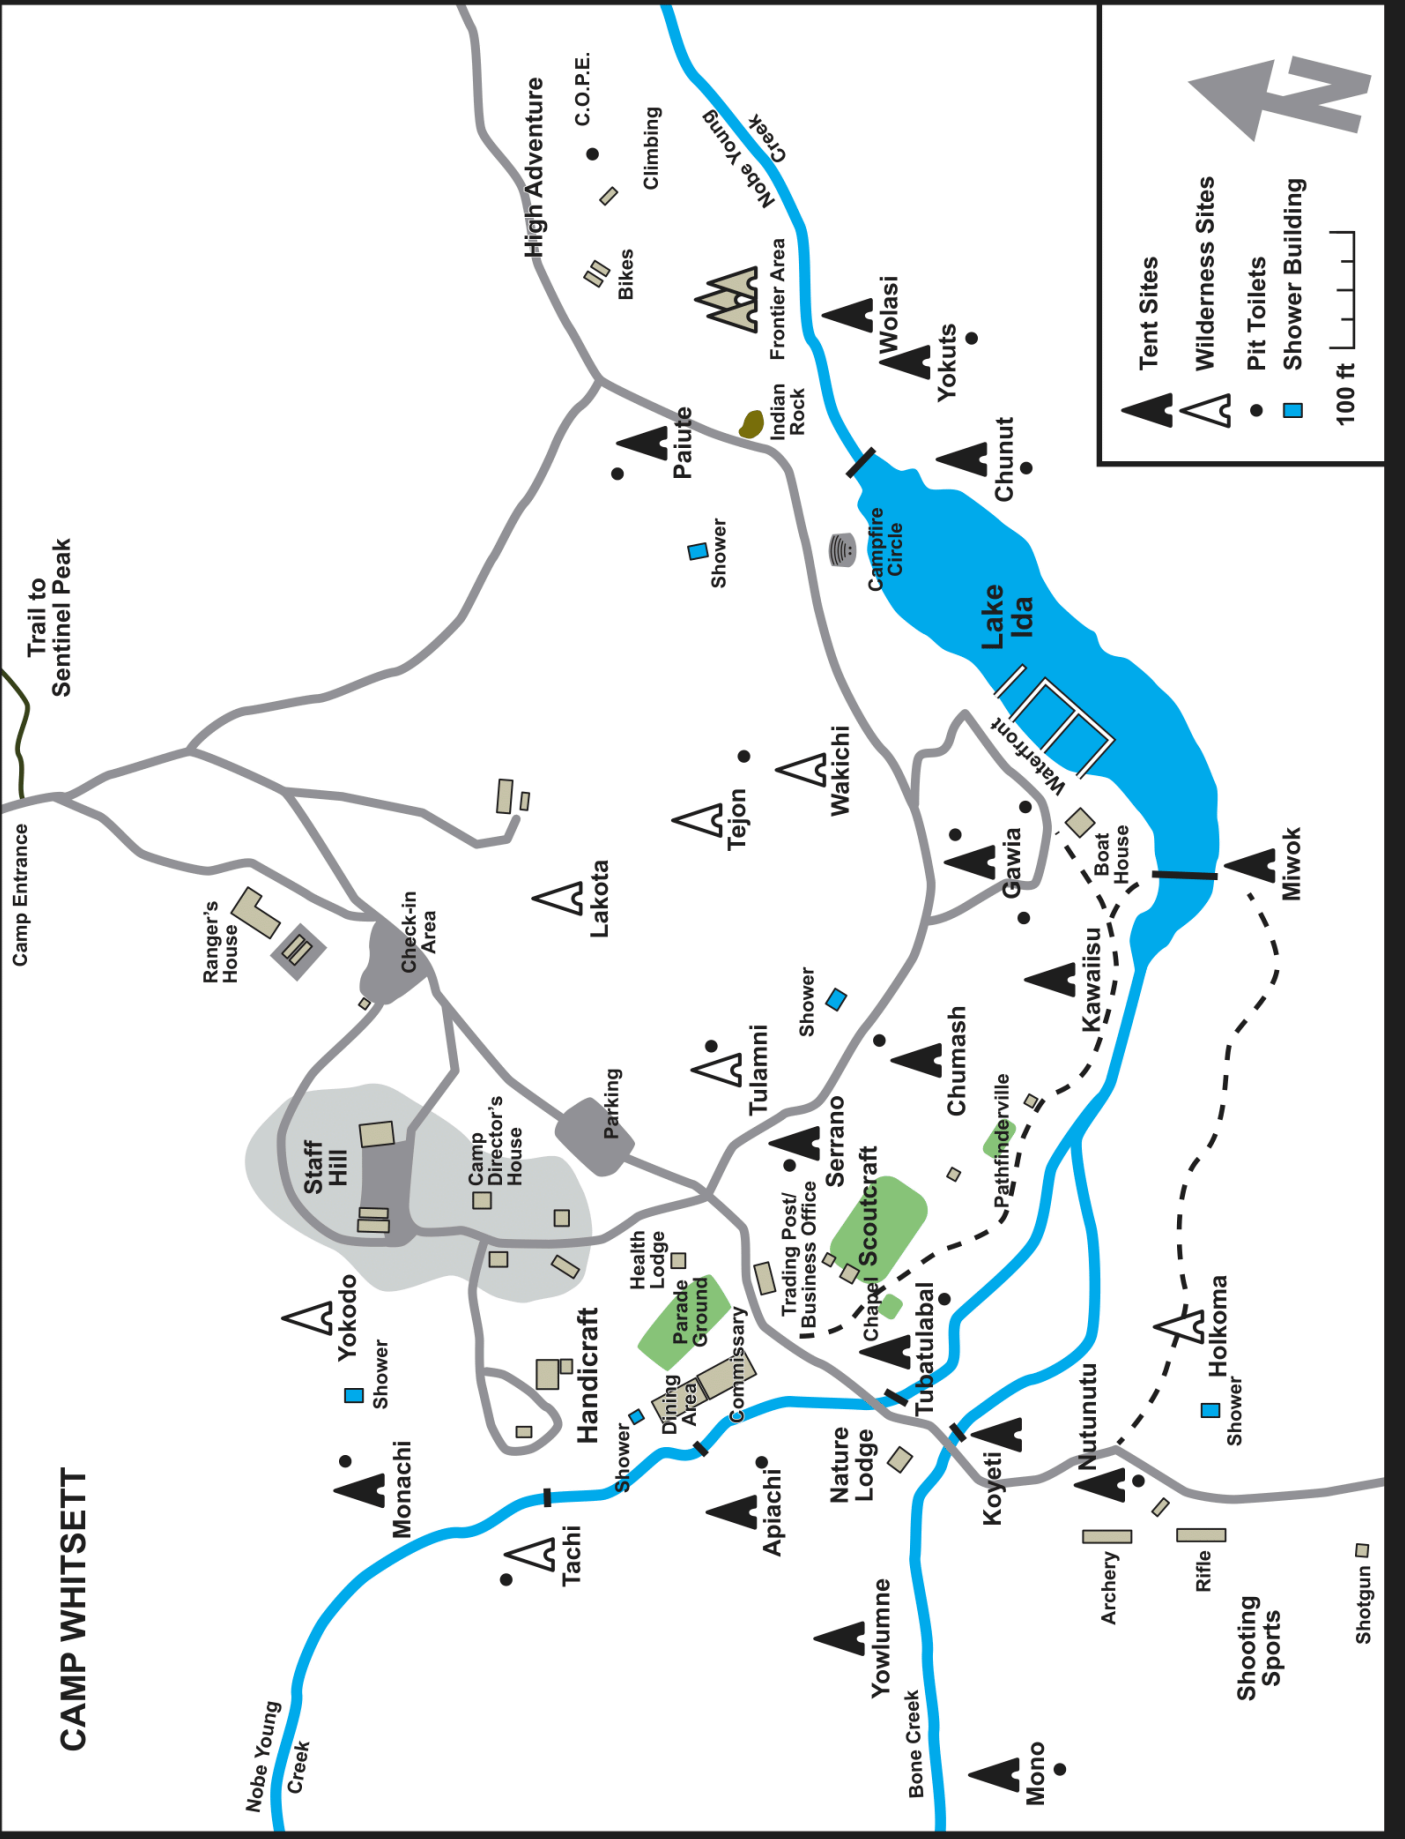 CAMP WHITSETT
Camp Entrance
Trail to
Sentinel Peak
Ranger's
House
Check-in
Area
Staff
Hill
Camp
Director's
House
Parking
Yokodo
Shower
Monachi
Nobe Young
Creek
Tachi
Handicraft
Health
Lodge
Parade
Ground
Shower
Dining
Area
Commissary
Trading Post/
Business Office
Apiachi
Lakota
Tejon
Wakichi
Tulamni
Shower
Serrano
Scoutcraft
Chapel
Chumash
Pathfinderville
Tubatulabal
Nature
Lodge
Koyeti
Yowlumne
Bone Creek
Mono
Nutunutu
Holkoma
Shower
Archery
Rifle
Shooting
Sports
Shotgun
Gawia
Kawaiisu
Boat
House
Waterfront
Miwok
Lake
Ida
Campfire
Circle
Shower
Paiute
Indian
Rock
Frontier Area
High Adventure
C.O.P.E.
Climbing
Bikes
Nobe Young
Creek
Wolasi
Yokuts
Chunut
Tent Sites
Wilderness Sites
Pit Toilets
Shower Building
100 ft
N